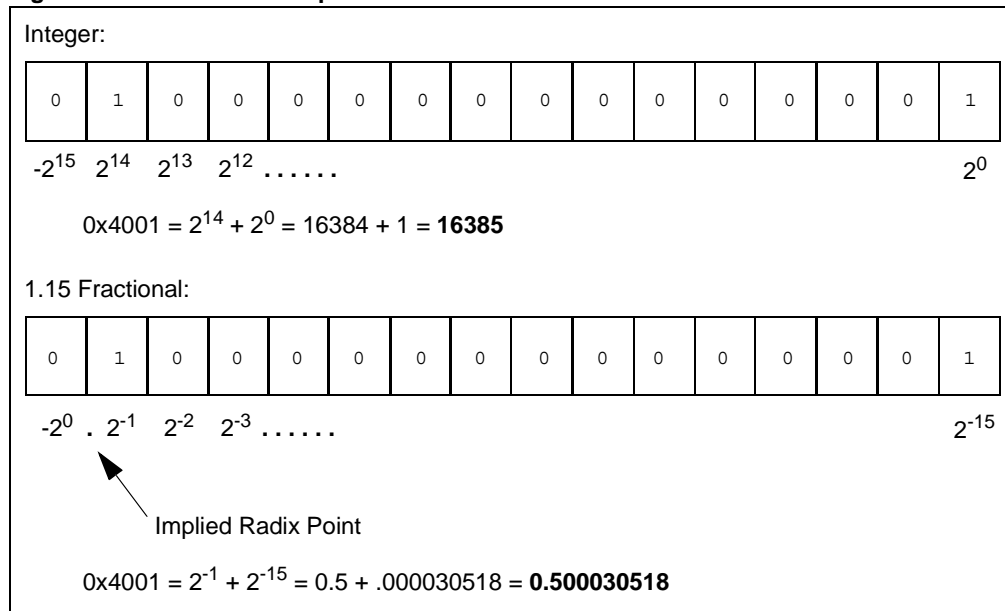 Integer:
0 1 0 0 0 0 0 0 0 0 0 0 0 0 0 1
-2^15 2^14 2^13 2^12 ...... 2^0
0x4001 = 2^14 + 2^0 = 16384 + 1 = 16385
1.15 Fractional:
0 1 0 0 0 0 0 0 0 0 0 0 0 0 0 1
-2^0 . 2^-1 2^-2 2^-3 ...... 2^-15
Implied Radix Point
0x4001 = 2^-1 + 2^-15 = 0.5 + .000030518 = 0.500030518